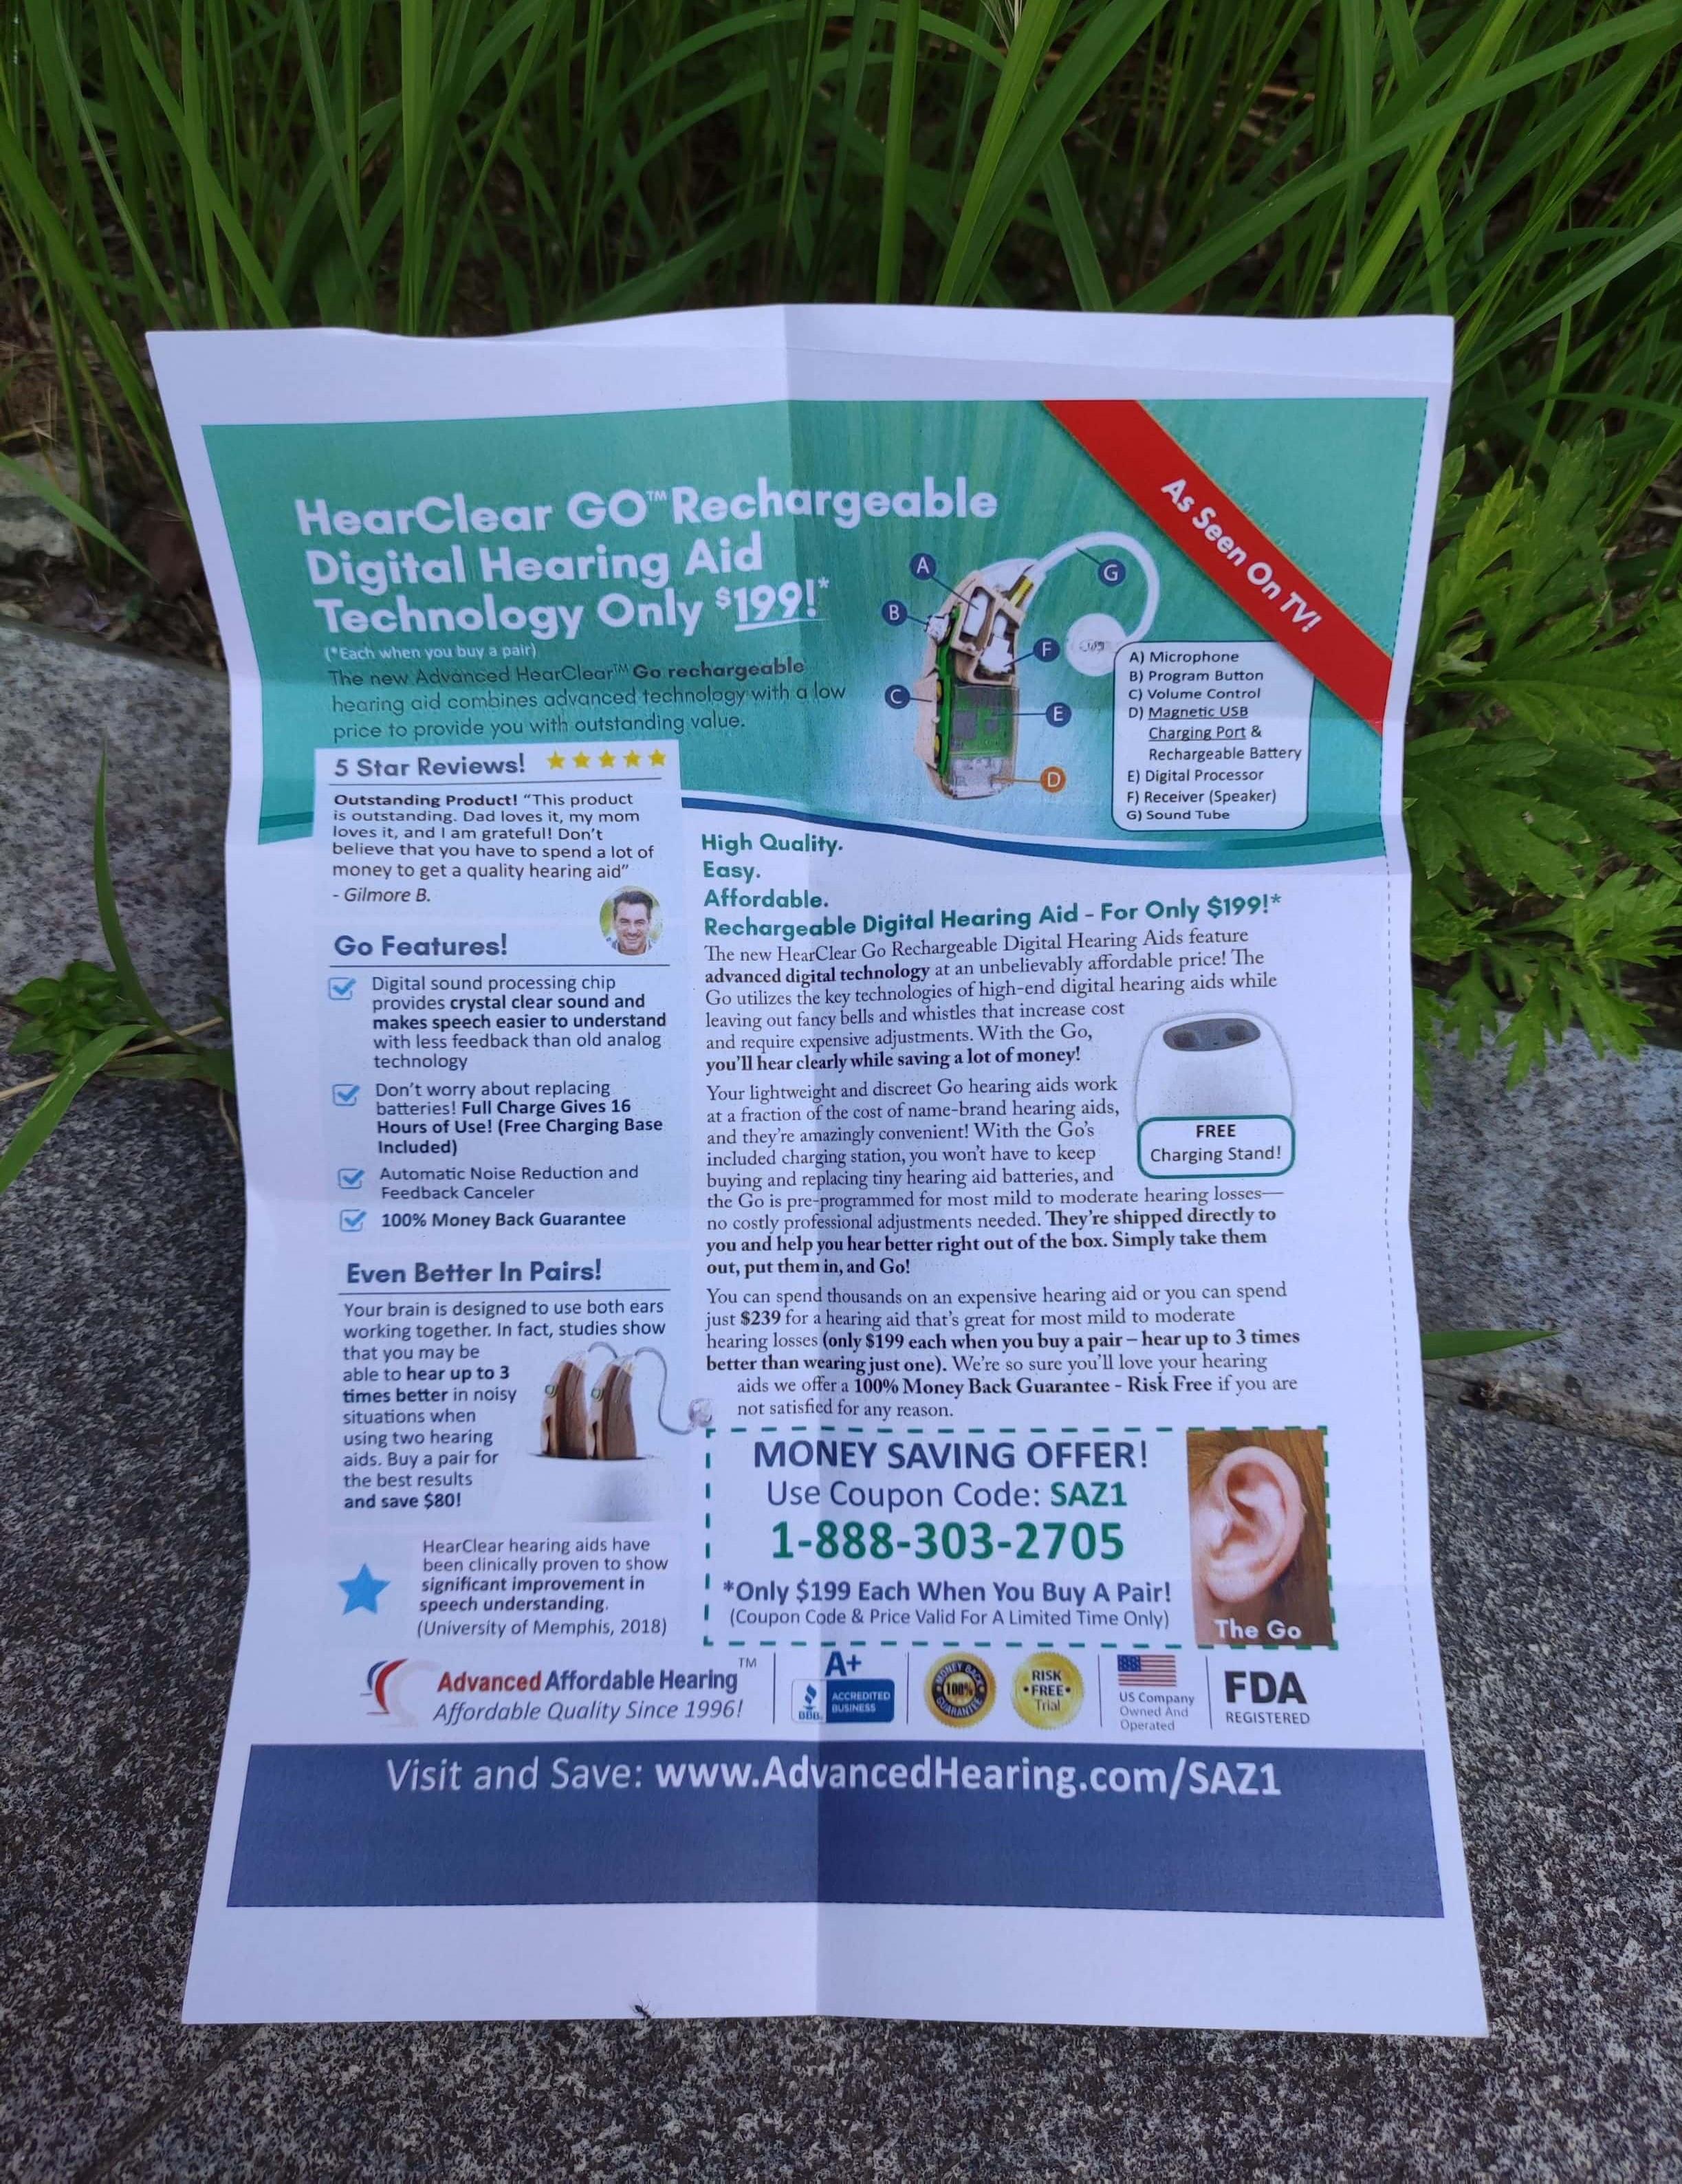 As Seen On TV!
HearClear GO™ Rechargeable
Digital Hearing Aid
Technology Only $199!*
(*Each when you buy a pair)
The new Advanced HearClear™ Go rechargeable
hearing aid combines advanced technology with a low
price to provide you with outstanding value.
A
B
C
D
E
F
G
A) Microphone
B) Program Button
C) Volume Control
D) Magnetic USB
Charging Port &
Rechargeable Battery
E) Digital Processor
F) Receiver (Speaker)
G) Sound Tube
5 Star Reviews!
Outstanding Product! “This product
is outstanding. Dad loves it, my mom
loves it, and I am grateful! Don't
believe that you have to spend a lot of
money to get a quality hearing aid”
- Gilmore B.
Go Features!
Digital sound processing chip
provides crystal clear sound and
makes speech easier to understand
with less feedback than old analog
technology
Don't worry about replacing
batteries! Full Charge Gives 16
Hours of Use! (Free Charging Base
Included)
Automatic Noise Reduction and
Feedback Canceler
100% Money Back Guarantee
Even Better In Pairs!
Your brain is designed to use both ears
working together. In fact, studies show
that you may be
able to hear up to 3
times better in noisy
situations when
using two hearing
aids. Buy a pair for
the best results
and save $80!
HearClear hearing aids have
been clinically proven to show
significant improvement in
speech understanding.
(University of Memphis, 2018)
High Quality.
Easy.
Affordable.
Rechargeable Digital Hearing Aid - For Only $199!*
The new HearClear Go Rechargeable Digital Hearing Aids feature
advanced digital technology at an unbelievably affordable price! The
Go utilizes the key technologies of high-end digital hearing aids while
leaving out fancy bells and whistles that increase cost
and require expensive adjustments. With the Go,
you'll hear clearly while saving a lot of money!
Your lightweight and discreet Go hearing aids work
at a fraction of the cost of name-brand hearing aids,
and they're amazingly convenient! With the Go's
included charging station, you won't have to keep
buying and replacing tiny hearing aid batteries, and
the Go is pre-programmed for most mild to moderate hearing losses—
no costly professional adjustments needed. They're shipped directly to
you and help you hear better right out of the box. Simply take them
out, put them in, and Go!
FREE
Charging Stand!
You can spend thousands on an expensive hearing aid or you can spend
just $239 for a hearing aid that's great for most mild to moderate
hearing losses (only $199 each when you buy a pair – hear up to 3 times
better than wearing just one). We're so sure you'll love your hearing
aids we offer a 100% Money Back Guarantee - Risk Free if you are
not satisfied for any reason.
MONEY SAVING OFFER!
Use Coupon Code: SAZ1
1-888-303-2705
*Only $199 Each When You Buy A Pair!
(Coupon Code & Price Valid For A Limited Time Only)
The Go
Advanced Affordable Hearing™
Affordable Quality Since 1996!
A+
BBB.
ACCREDITED
BUSINESS
MONEY BACK
100%
GUARANTEE
RISK
•FREE•
Trial
US Company
Owned And
Operated
FDA
REGISTERED
Visit and Save: www.AdvancedHearing.com/SAZ1